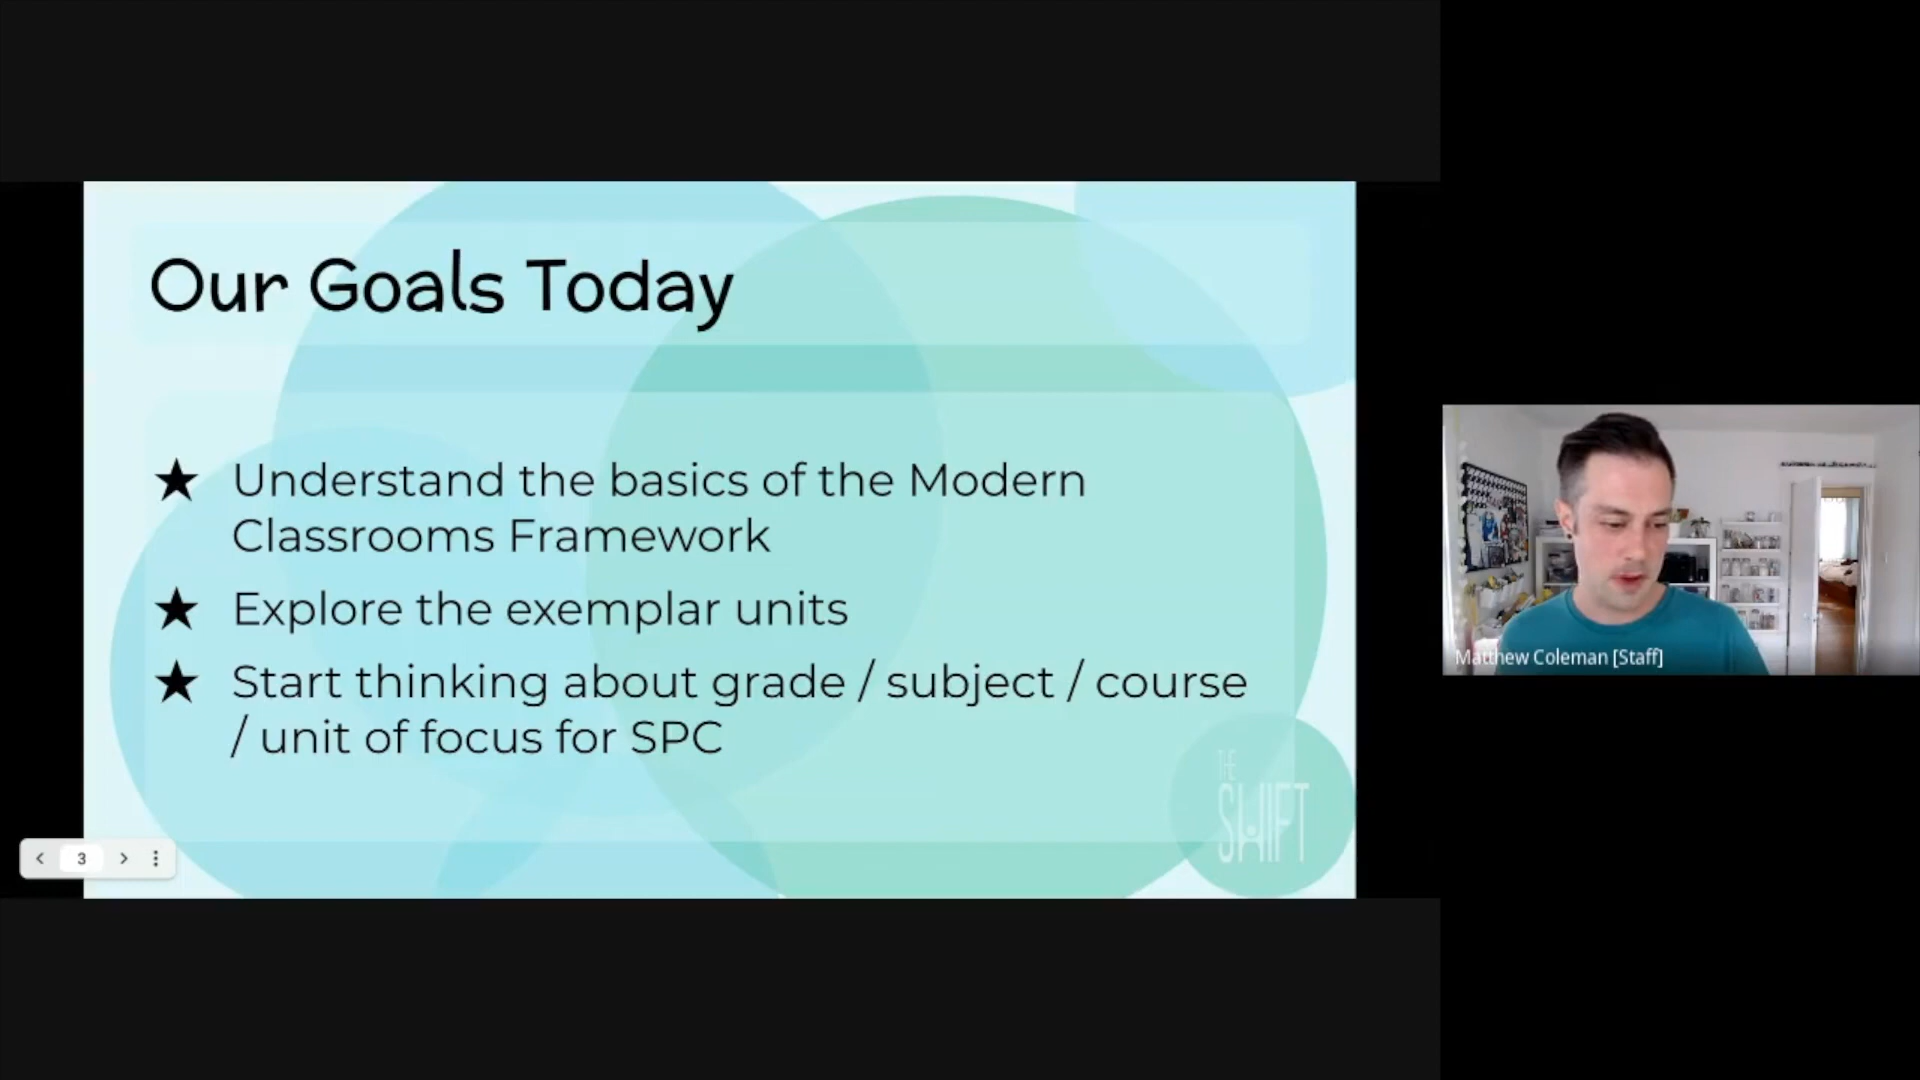 Our Goals Today
★ Understand the basics of the Modern
Classrooms Framework
★ Explore the exemplar units
★ Start thinking about grade / subject / course
/ unit of focus for SPC
THE
SHIFT
3
Matthew Coleman [Staff]